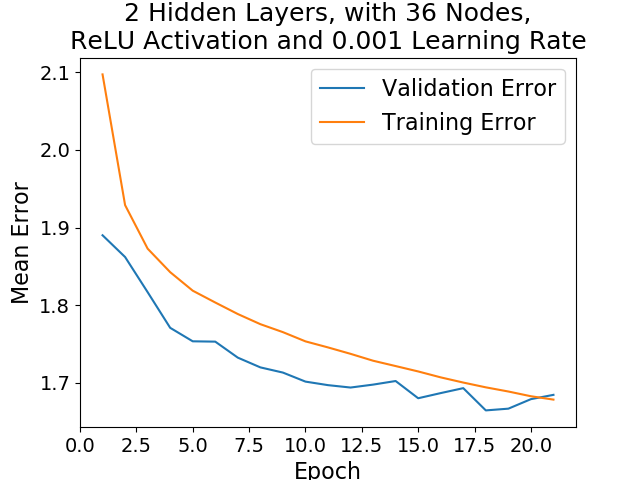 2 Hidden Layers, with 36 Nodes,
ReLU Activation and 0.001 Learning Rate
Validation Error
Training Error
Mean Error
2.1
2.0
1.9
1.8
1.7
0.0 2.5 5.0 7.5 10.0 12.5 15.0 17.5 20.0
Epoch